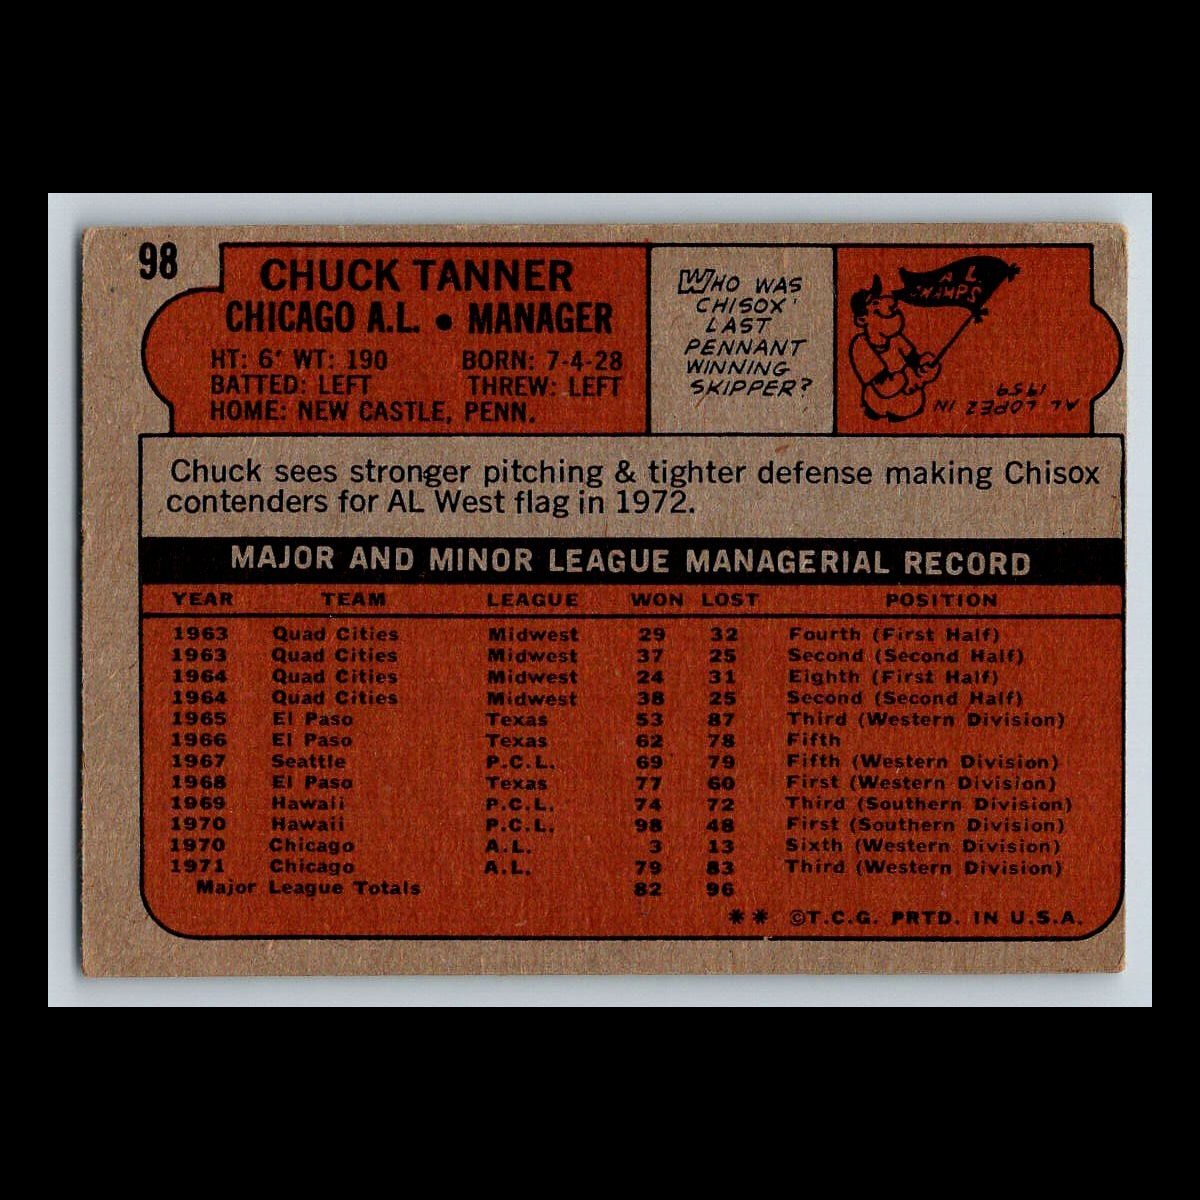 98
CHUCK TANNER
CHICAGO A.L. • MANAGER
HT: 6' WT: 190 BORN: 7-4-28
BATTED: LEFT THREW: LEFT
HOME: NEW CASTLE, PENN.
WHO WAS
CHISOX'
LAST
PENNANT
WINNING
SKIPPER?
A L
CHAMPS
AL LOPEZ IN
1959
Chuck sees stronger pitching & tighter defense making Chisox
contenders for AL West flag in 1972.
MAJOR AND MINOR LEAGUE MANAGERIAL RECORD
YEAR TEAM LEAGUE WON LOST POSITION
1963 Quad Cities Midwest 29 32 Fourth (First Half)
1963 Quad Cities Midwest 37 25 Second (Second Half)
1964 Quad Cities Midwest 24 31 Eighth (First Half)
1964 Quad Cities Midwest 38 25 Second (Second Half)
1965 El Paso Texas 53 87 Third (Western Division)
1966 El Paso Texas 62 78 Fifth
1967 Seattle P.C.L. 69 79 Fifth (Western Division)
1968 El Paso Texas 77 60 First (Western Division)
1969 Hawaii P.C.L. 74 72 Third (Southern Division)
1970 Hawaii P.C.L. 98 48 First (Southern Division)
1970 Chicago A.L. 3 13 Sixth (Western Division)
1971 Chicago A.L. 79 83 Third (Western Division)
Major League Totals 82 96
** ©T.C.G. PRTD. IN U.S.A.